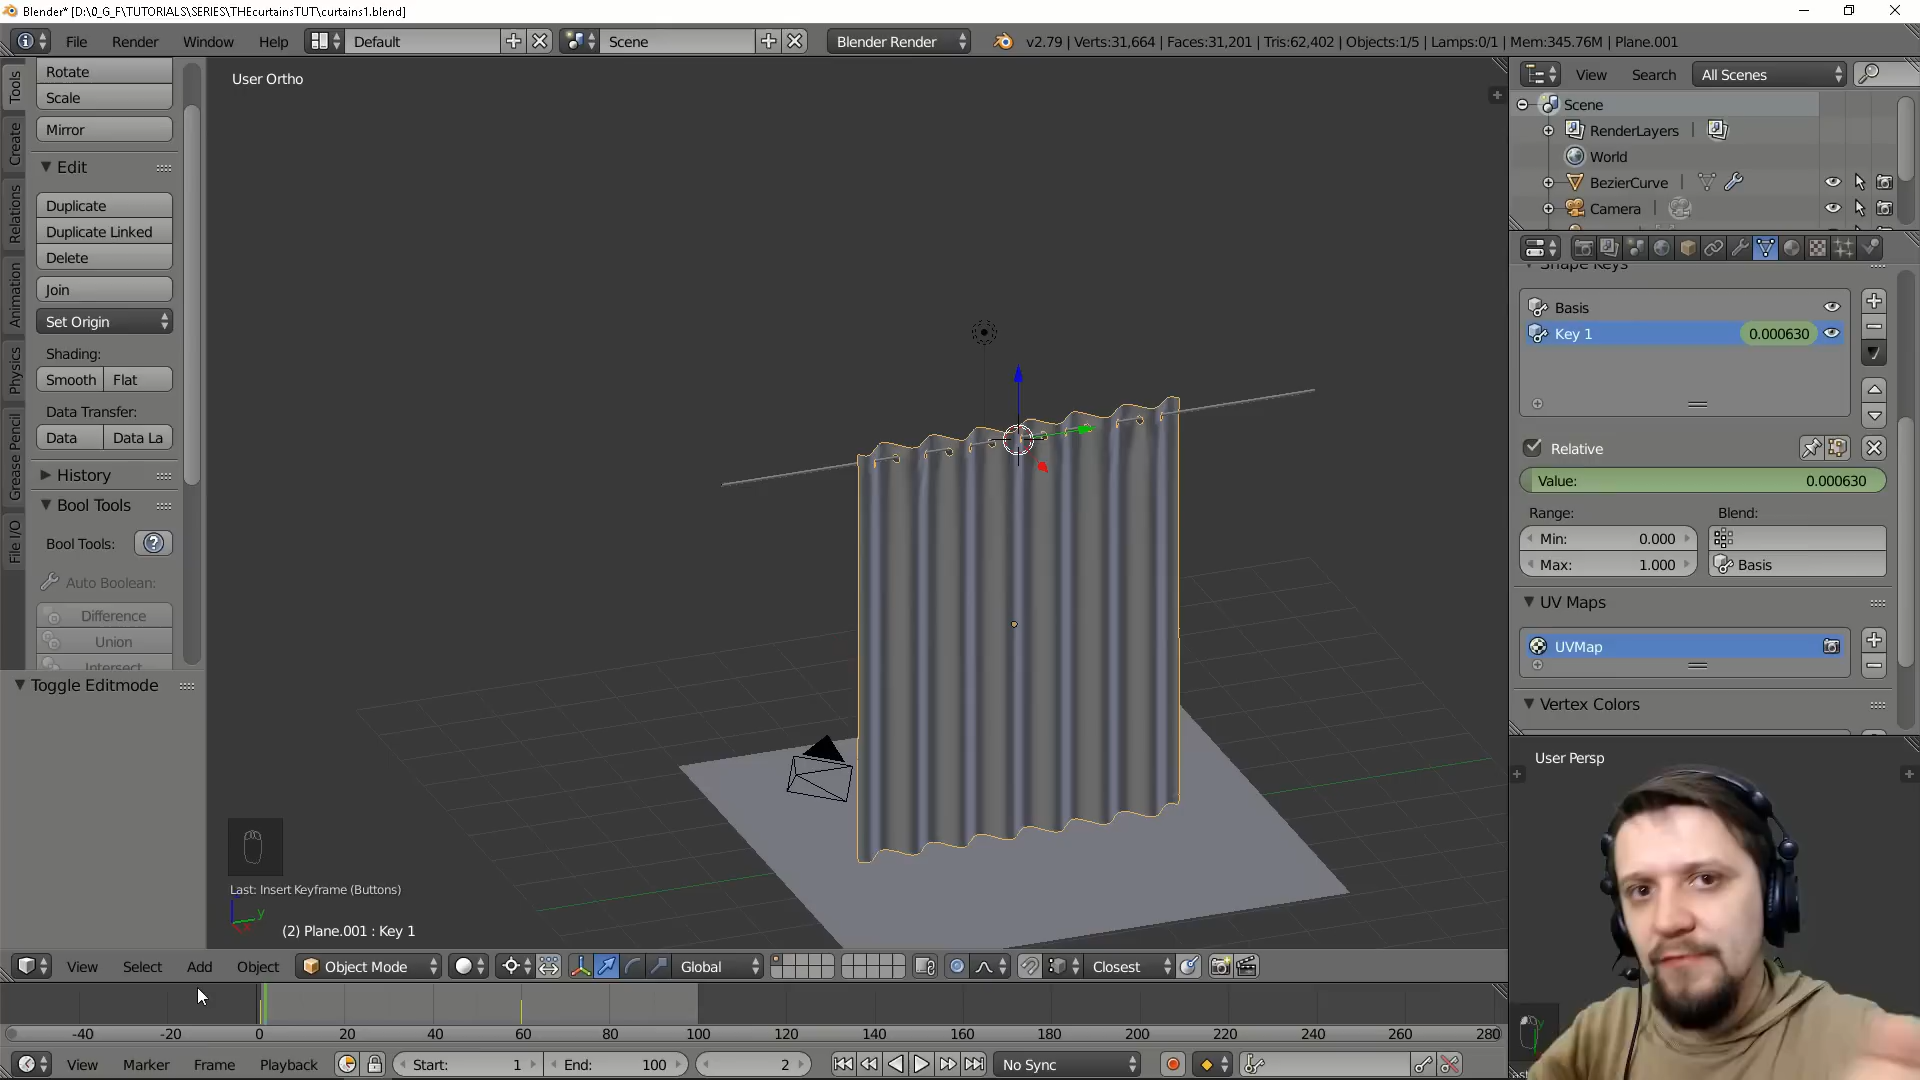 Blender* [D:\0_G_F\TUTORIALS\SERIES\THEcurtainsTUT\curtains1.blend]
File Render Window Help Default Scene Blender Render v2.79 | Verts:31,664 | Faces:31,201 | Tris:62,402 | Objects:1/5 | Lamps:0/1 | Mem:345.76M | Plane.001
Tools
Create
Relations
Animation
Physics
Grease Pencil
File I/O
Rotate
Scale
Mirror
Edit
Duplicate
Duplicate Linked
Delete
Join
Set Origin
Shading:
Smooth Flat
Data Transfer:
Data Data La
History
Bool Tools
Bool Tools:
Auto Boolean:
Difference
Union
Intersect
Toggle Editmode
User Ortho
Last: Insert Keyframe (Buttons)
y
x
(2) Plane.001 : Key 1
View Search All Scenes
Scene
RenderLayers
World
BezierCurve
Camera
Shape Keys
Basis
Key 1 0.000630
Relative
Value: 0.000630
Range: Blend:
Min: 0.000
Max: 1.000 Basis
UV Maps
UVMap
Vertex Colors
User Persp
View Select Add Object Object Mode Global Closest
-40 -20 0 20 40 60 80 100 120 140 160 180 200 220 240 260 280
View Marker Frame Playback Start: 1 End: 100 2 No Sync